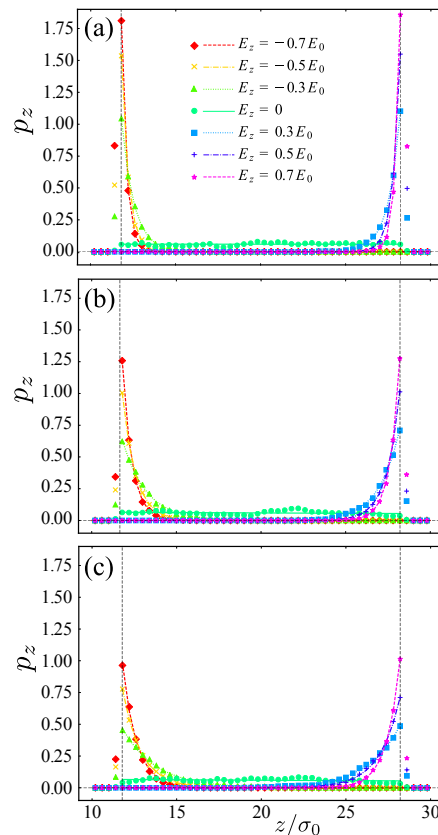 (a)
E_z = −0.7E_0
E_z = −0.5E_0
E_z = −0.3E_0
E_z = 0
E_z = 0.3E_0
E_z = 0.5E_0
E_z = 0.7E_0
p_z
1.75
1.50
1.25
1.00
0.75
0.50
0.25
0.00
(b)
p_z
1.75
1.50
1.25
1.00
0.75
0.50
0.25
0.00
(c)
p_z
1.75
1.50
1.25
1.00
0.75
0.50
0.25
0.00
10 15 20 25 30
z/σ_0